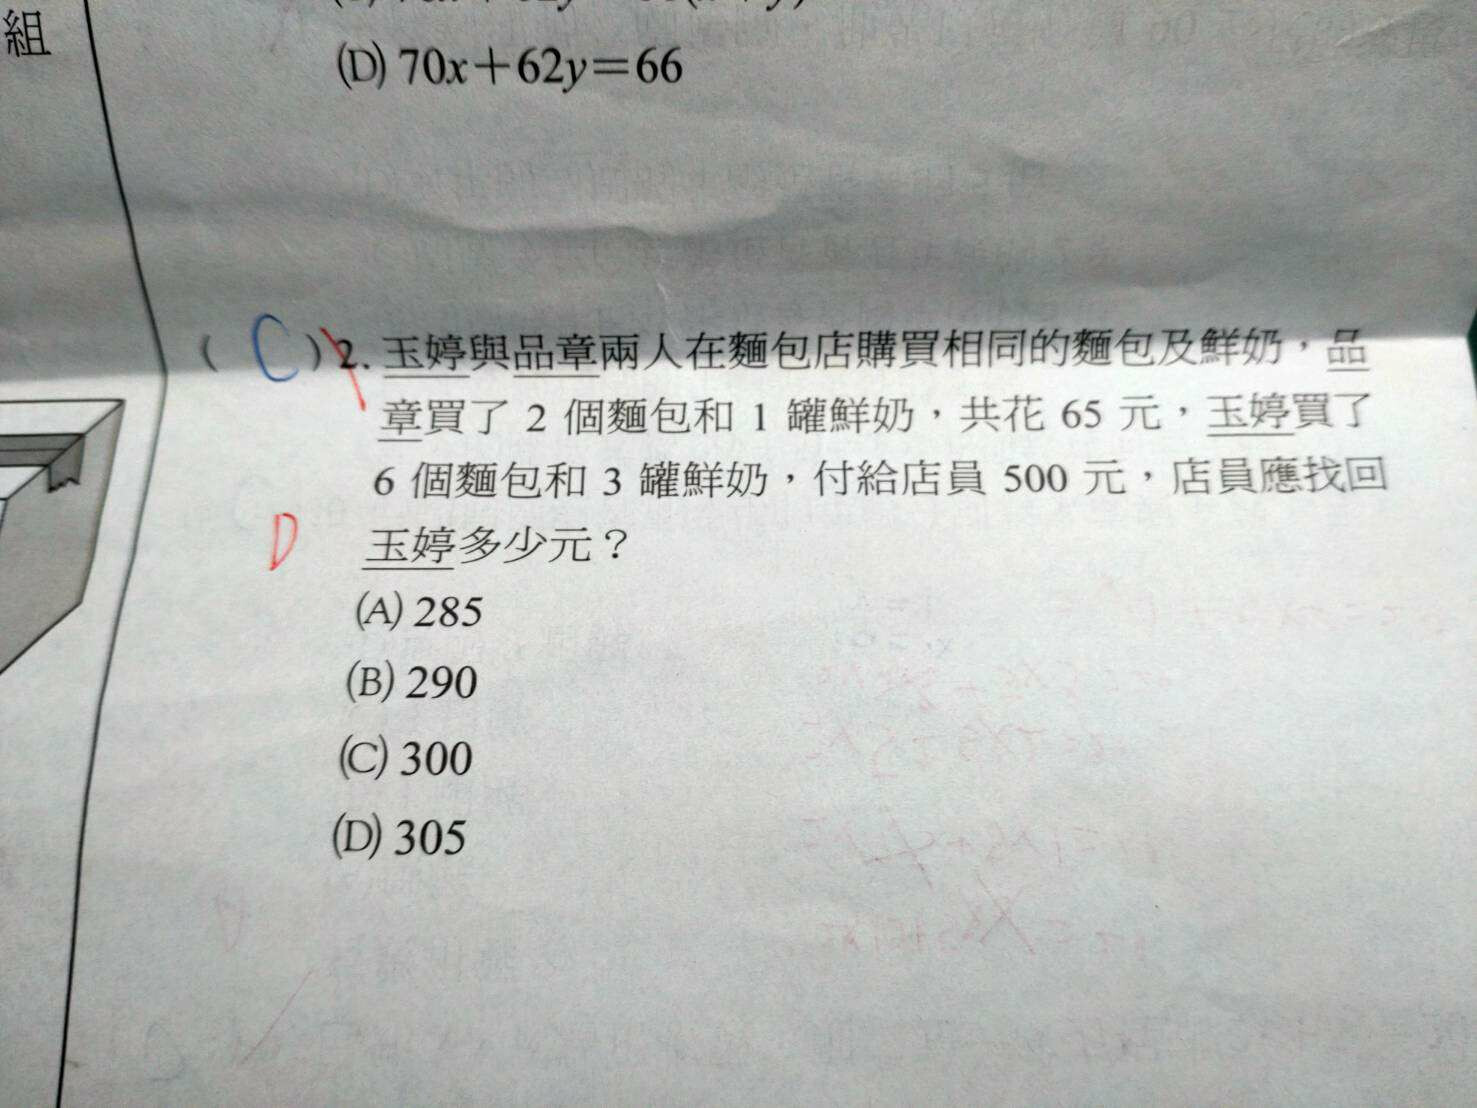 組
(D) 70x+62y=66
( C ) 2. 玉婷與品章兩人在麵包店購買相同的麵包及鮮奶，品
章買了 2 個麵包和 1 罐鮮奶，共花 65 元，玉婷買了
6 個麵包和 3 罐鮮奶，付給店員 500 元，店員應找回
D
玉婷多少元？
(A) 285
(B) 290
(C) 300
(D) 305